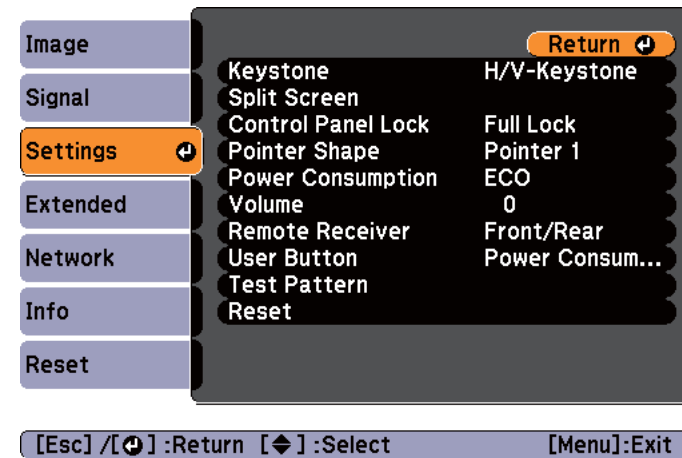 Image
Signal
Settings
Extended
Network
Info
Reset
Return
Keystone H/V-Keystone
Split Screen
Control Panel Lock Full Lock
Pointer Shape Pointer 1
Power Consumption ECO
Volume 0
Remote Receiver Front/Rear
User Button Power Consum...
Test Pattern
Reset
[Esc] /[ ] :Return [ ] :Select [Menu]:Exit